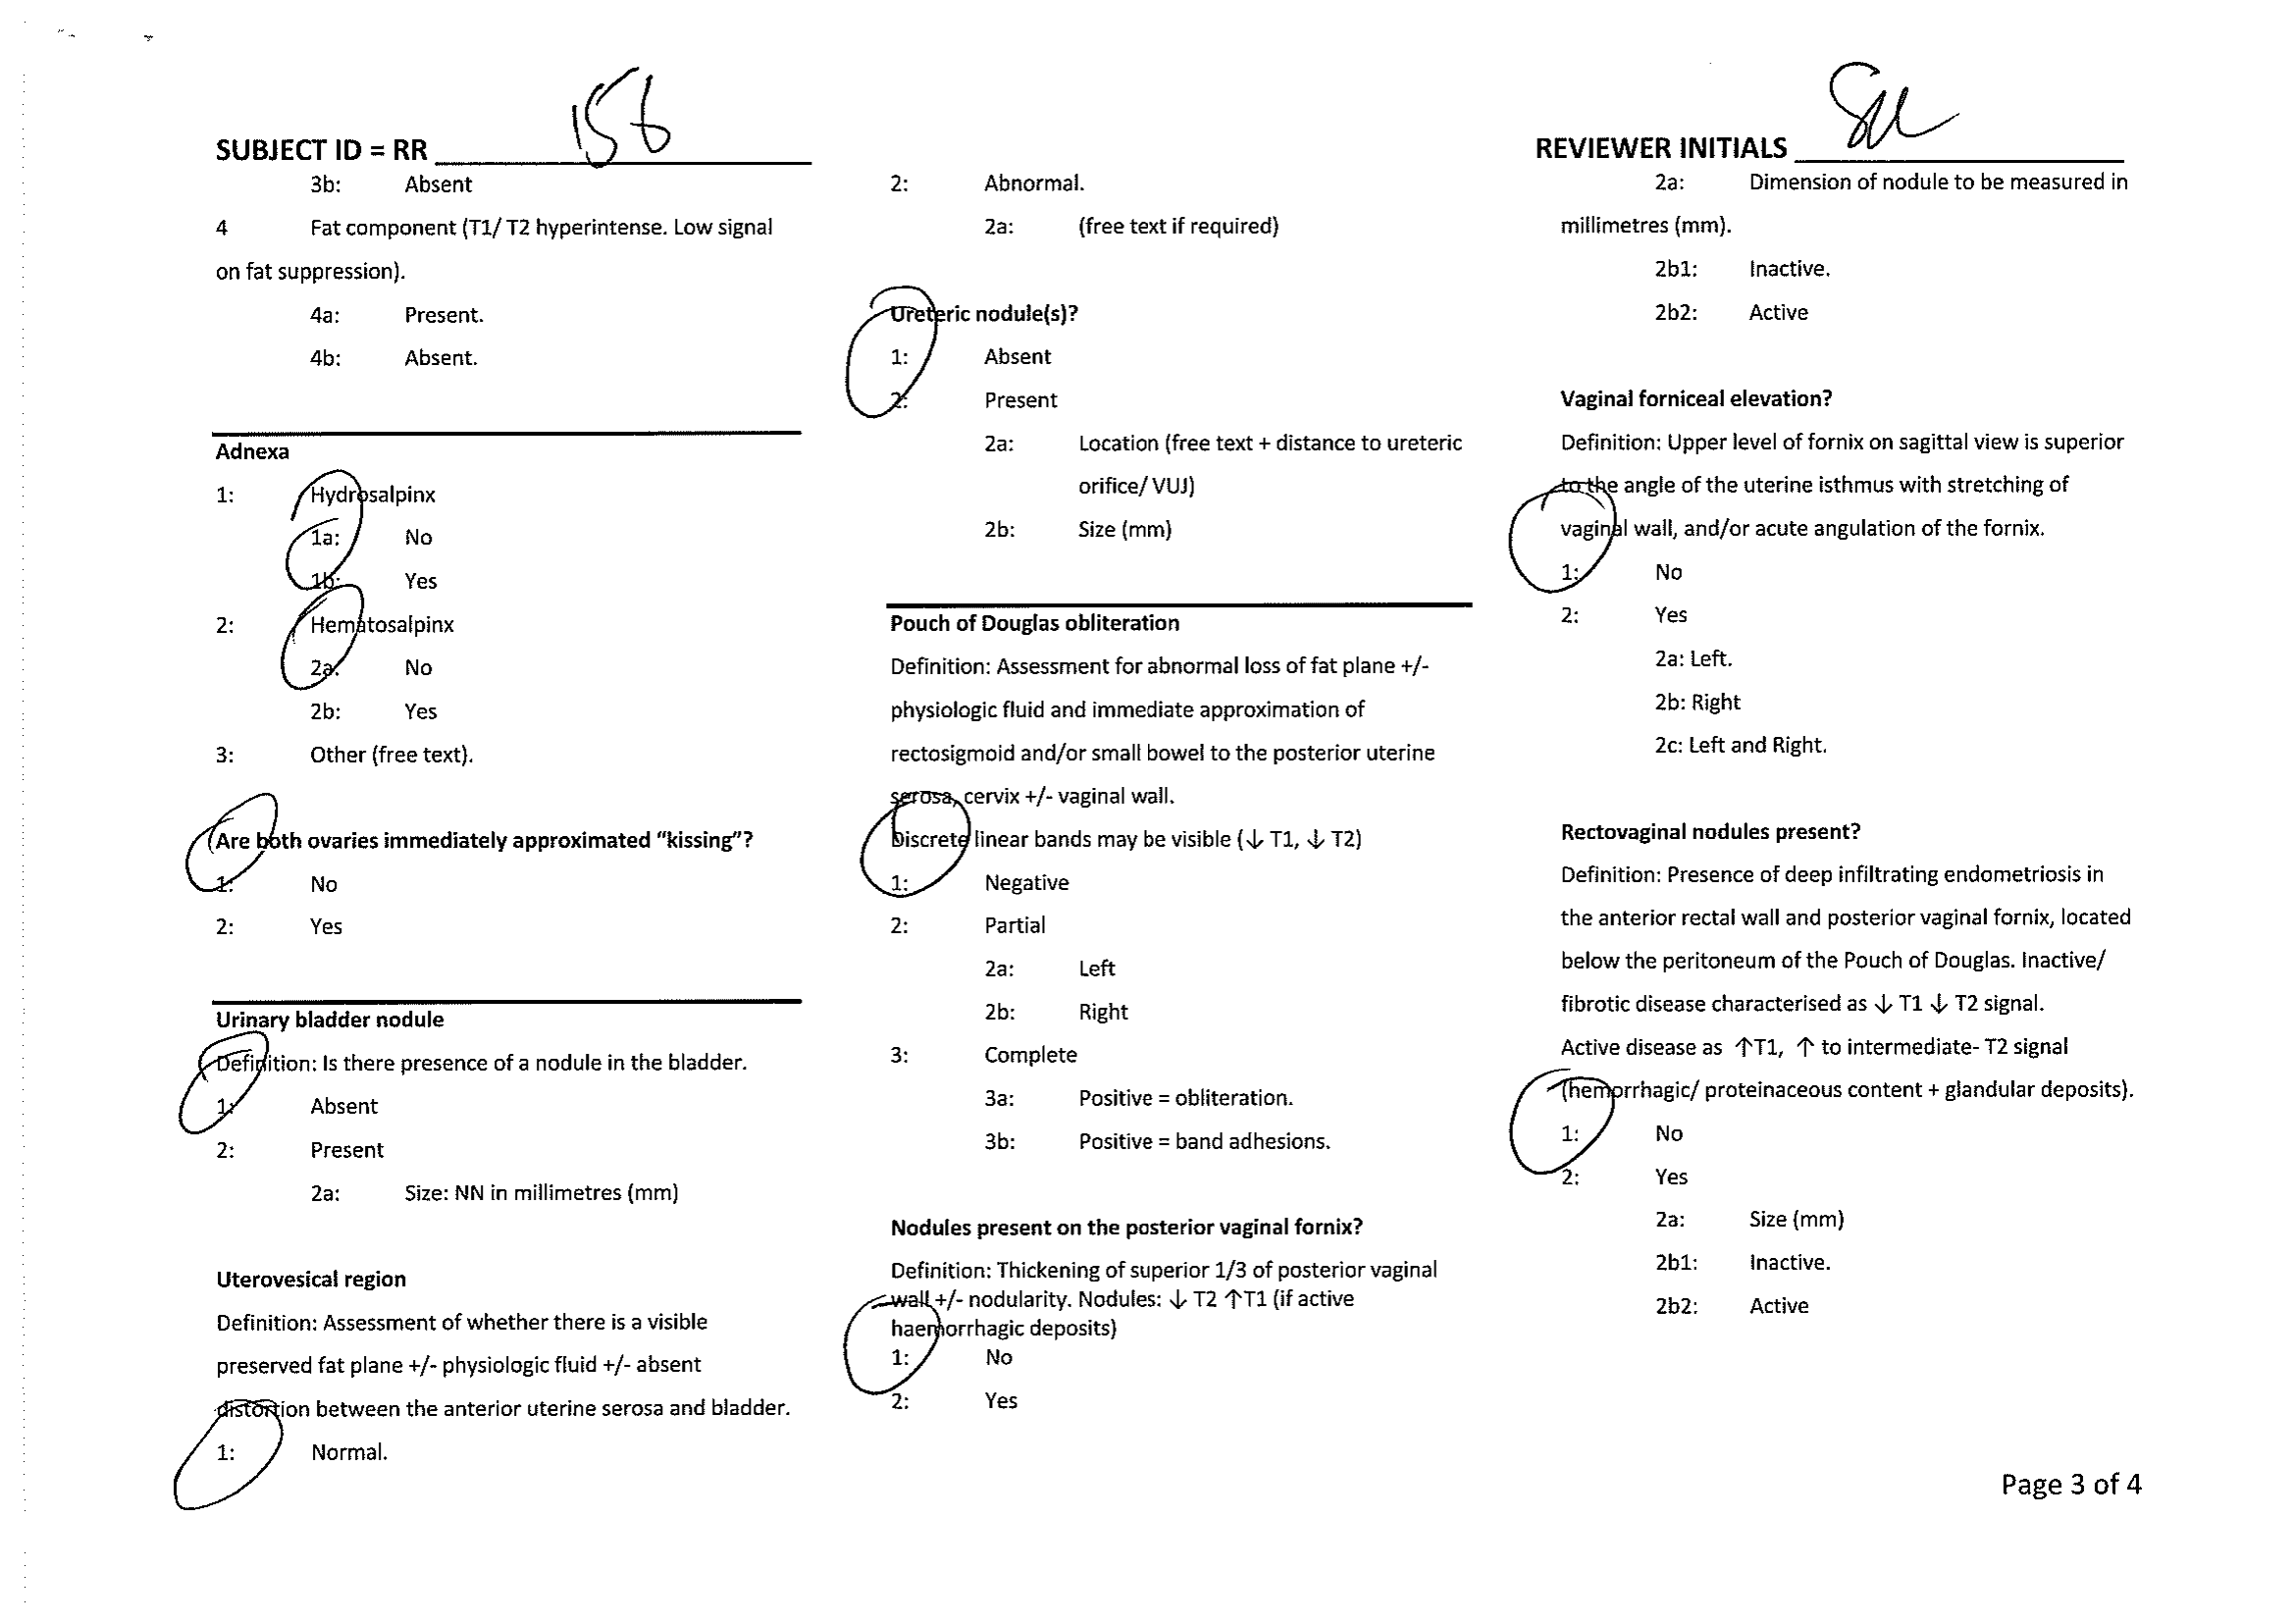 SUBJECT ID = RR 156
3b: Absent
4 Fat component (T1/ T2 hyperintense. Low signal
on fat suppression).
4a: Present.
4b: Absent.
Adnexa
1: Hydrosalpinx
1a: No
1b: Yes
2: Hematosalpinx
2a: No
2b: Yes
3: Other (free text).
Are both ovaries immediately approximated “kissing”?
1: No
2: Yes
Urinary bladder nodule
Definition: Is there presence of a nodule in the bladder.
1: Absent
2: Present
2a: Size: NN in millimetres (mm)
Uterovesical region
Definition: Assessment of whether there is a visible
preserved fat plane +/- physiologic fluid +/- absent
distortion between the anterior uterine serosa and bladder.
1: Normal.
2: Abnormal.
2a: (free text if required)
Ureteric nodule(s)?
1: Absent
2: Present
2a: Location (free text + distance to ureteric
orifice/ VUJ)
2b: Size (mm)
Pouch of Douglas obliteration
Definition: Assessment for abnormal loss of fat plane +/-
physiologic fluid and immediate approximation of
rectosigmoid and/or small bowel to the posterior uterine
serosa, cervix +/- vaginal wall.
Discrete linear bands may be visible (↓ T1, ↓ T2)
1: Negative
2: Partial
2a: Left
2b: Right
3: Complete
3a: Positive = obliteration.
3b: Positive = band adhesions.
Nodules present on the posterior vaginal fornix?
Definition: Thickening of superior 1/3 of posterior vaginal
wall +/- nodularity. Nodules: ↓ T2 ↑T1 (if active
haemorrhagic deposits)
1: No
2: Yes
REVIEWER INITIALS
2a: Dimension of nodule to be measured in
millimetres (mm).
2b1: Inactive.
2b2: Active
Vaginal forniceal elevation?
Definition: Upper level of fornix on sagittal view is superior
to the angle of the uterine isthmus with stretching of
vaginal wall, and/or acute angulation of the fornix.
1: No
2: Yes
2a: Left.
2b: Right
2c: Left and Right.
Rectovaginal nodules present?
Definition: Presence of deep infiltrating endometriosis in
the anterior rectal wall and posterior vaginal fornix, located
below the peritoneum of the Pouch of Douglas. Inactive/
fibrotic disease characterised as ↓ T1 ↓ T2 signal.
Active disease as ↑T1, ↑ to intermediate- T2 signal
(hemorrhagic/ proteinaceous content + glandular deposits).
1: No
2: Yes
2a: Size (mm)
2b1: Inactive.
2b2: Active
Page 3 of 4